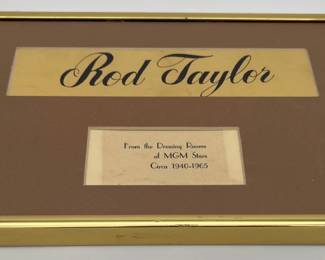 Rod Taylor
From the Dressing Rooms
of MGM Stars
Circa 1940-1965